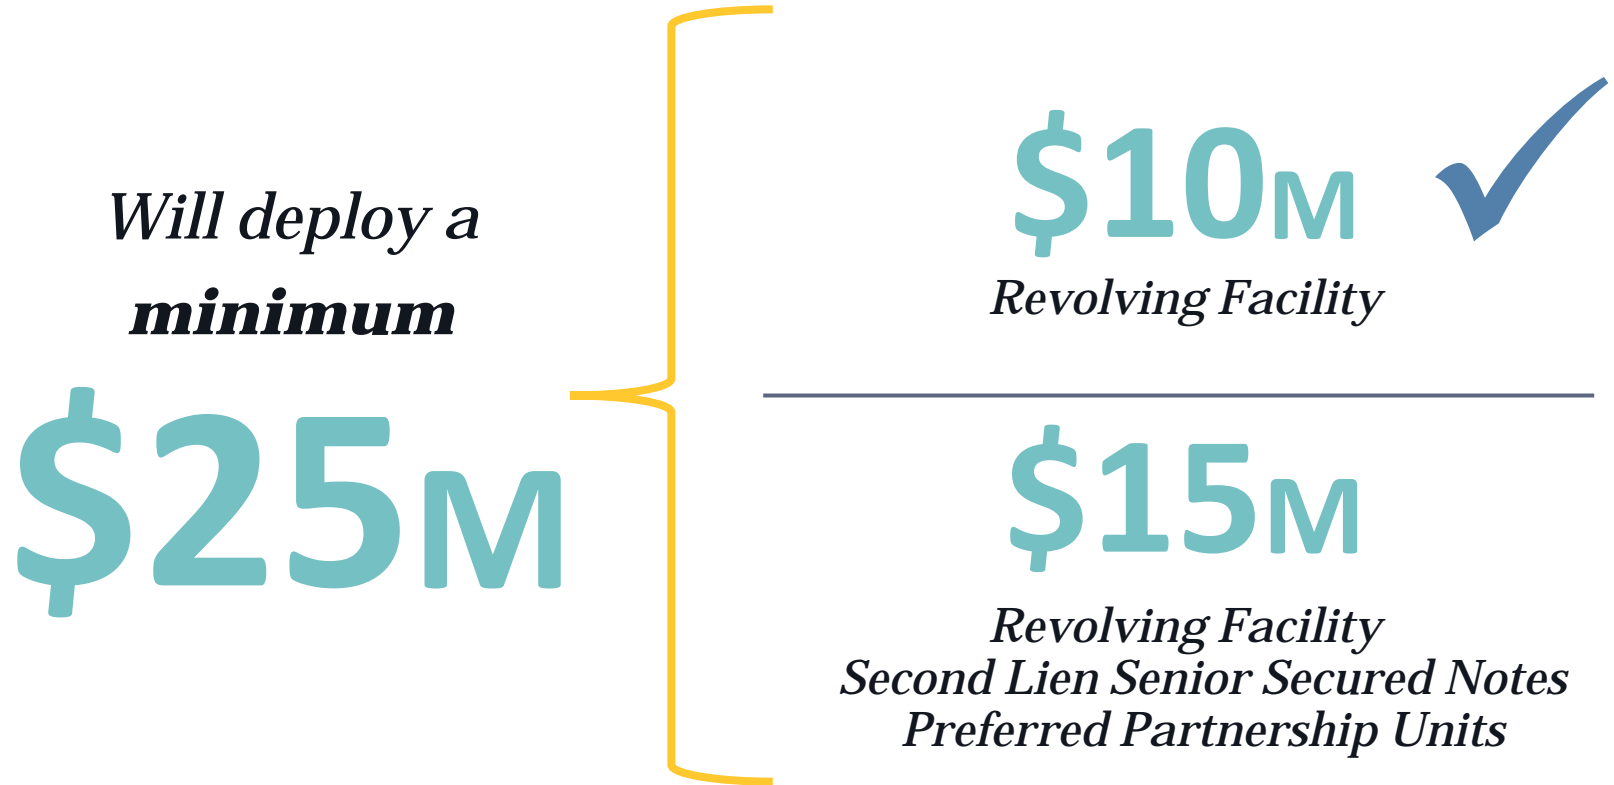 Will deploy a
minimum
$25M
$10M
Revolving Facility
$15M
Revolving Facility
Second Lien Senior Secured Notes
Preferred Partnership Units